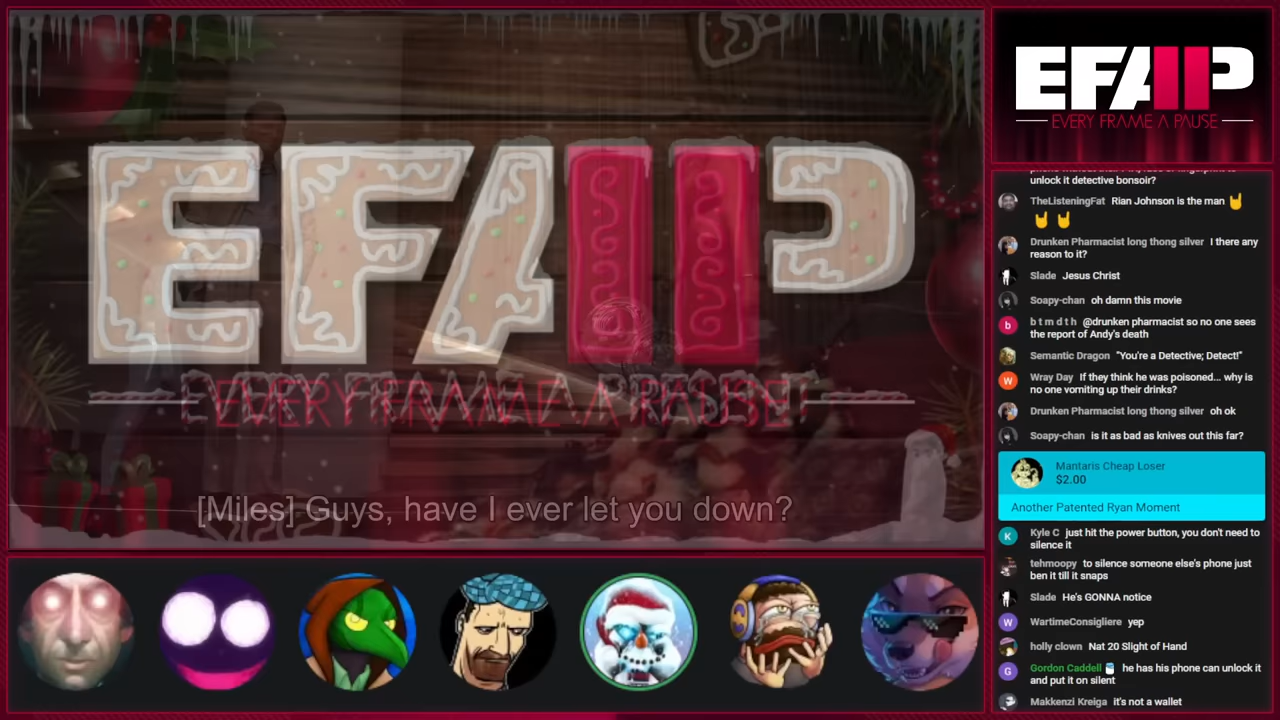 EFAP
EVERY FRAME A PAUSE
[Miles] Guys, have I ever let you down?
EFAP
EVERY FRAME A PAUSE
unlock it detective bonsoir?
TheListeningFat Rian Johnson is the man 🤘
🤘 🤘
Drunken Pharmacist long thong silver I there any
reason to it?
Slade Jesus Christ
Soapy-chan oh damn this movie
b t m d t h @drunken pharmacist so no one sees
the report of Andy's death
Semantic Dragon "You're a Detective; Detect!"
Wray Day If they think he was poisoned... why is
no one vomiting up their drinks?
Drunken Pharmacist long thong silver oh ok
Soapy-chan is it as bad as knives out this far?
Mantaris Cheap Loser
$2.00
Another Patented Ryan Moment
Kyle C just hit the power button, you don't need to
silence it
tehmoopy to silence someone else's phone just
ben it till it snaps
Slade He's GONNA notice
WartimeConsigliere yep
holly clown Nat 20 Slight of Hand
Gordon Caddell he has his phone can unlock it
and put it on silent
Makkenzi Kreiga it's not a wallet